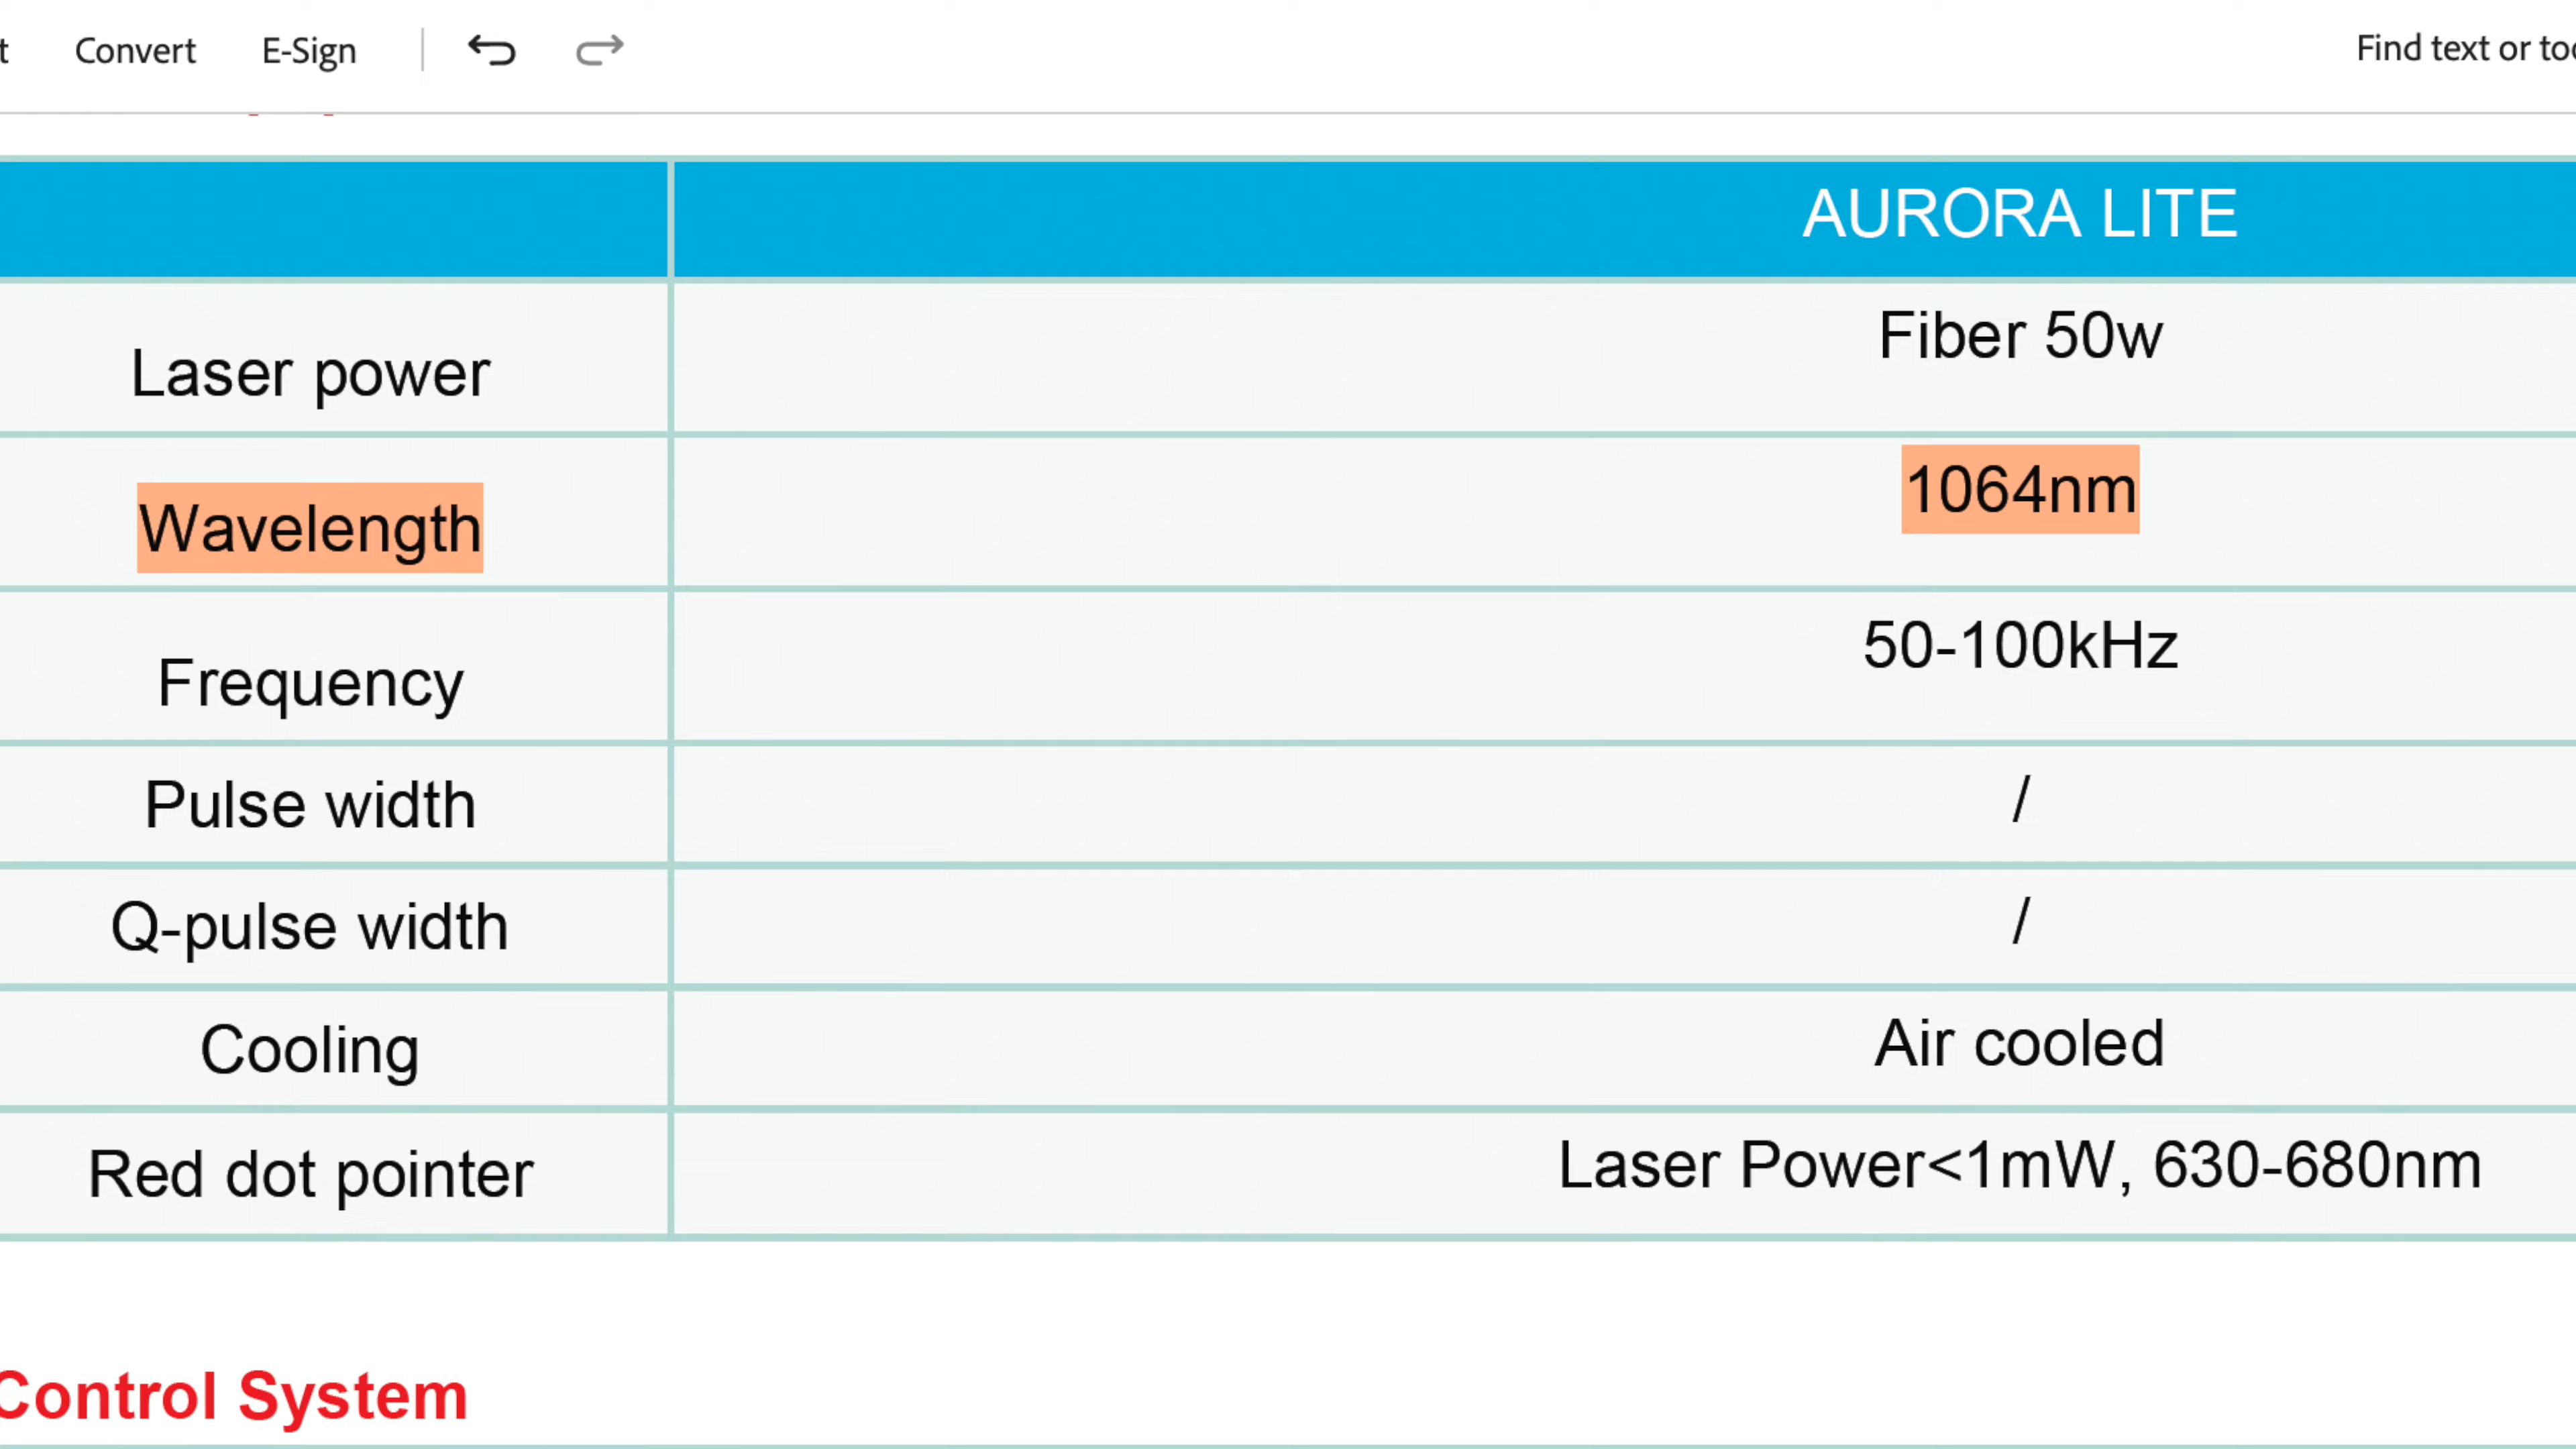 Convert E-Sign
Find text or
AURORA LITE
Laser power Fiber 50w
Wavelength 1064nm
Frequency 50-100kHz
Pulse width /
Q-pulse width /
Cooling Air cooled
Red dot pointer Laser Power<1mW, 630-680nm
Control System